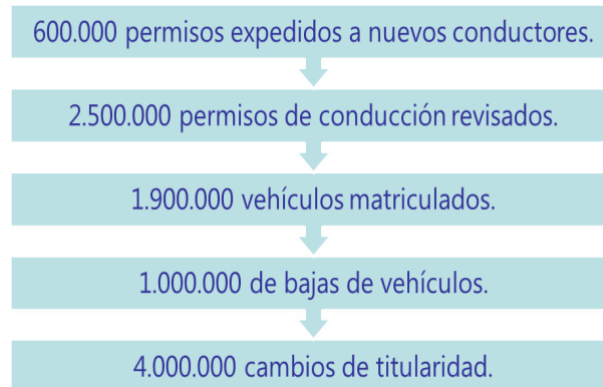 600.000 permisos expedidos a nuevos conductores.
2.500.000 permisos de conducción revisados.
1.900.000 vehículos matriculados.
1.000.000 de bajas de vehículos.
4.000.000 cambios de titularidad.